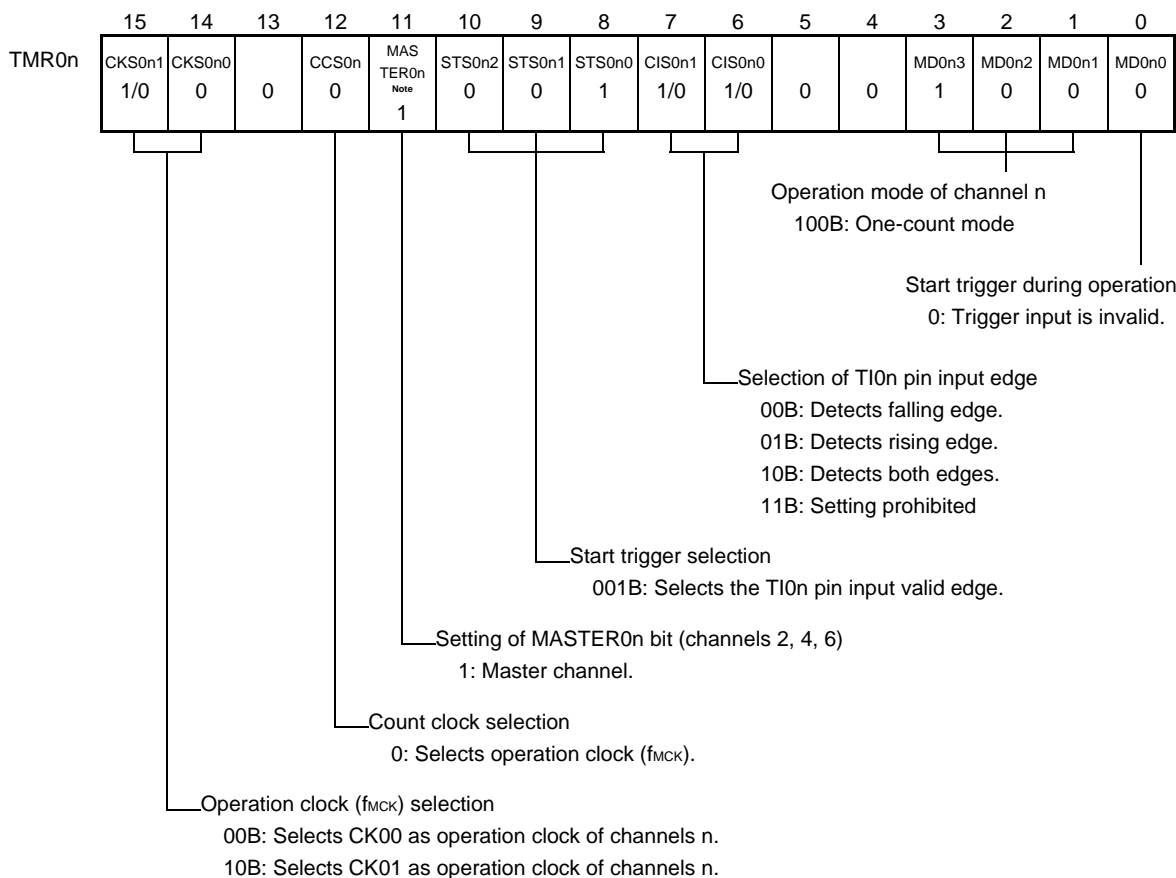 15 14 13 12 11 10 9 8 7 6 5 4 3 2 1 0
TMR0n
CKS0n1 CKS0n0 CCS0n MAS STS0n2 STS0n1 STS0n0 CIS0n1 CIS0n0 MD0n3 MD0n2 MD0n1 MD0n0
TER0n
Note
1/0 0 0 0 1 0 0 1 1/0 1/0 0 0 1 0 0 0
Operation mode of channel n
100B: One-count mode
Start trigger during operation
0: Trigger input is invalid.
Selection of TI0n pin input edge
00B: Detects falling edge.
01B: Detects rising edge.
10B: Detects both edges.
11B: Setting prohibited
Start trigger selection
001B: Selects the TI0n pin input valid edge.
Setting of MASTER0n bit (channels 2, 4, 6)
1: Master channel.
Count clock selection
0: Selects operation clock (fMCK).
Operation clock (fMCK) selection
00B: Selects CK00 as operation clock of channels n.
10B: Selects CK01 as operation clock of channels n.